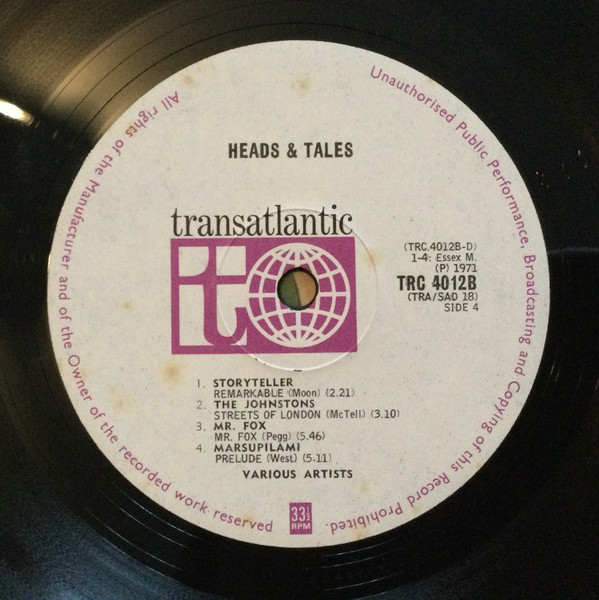 HEADS & TALES
transatlantic
t
(TRC.4012B-D)
1-4: Essex M.
(P) 1971
TRC 4012B
(TRA/SAD 18)
SIDE 4
1. STORYTELLER
REMARKABLE (Moon) (2.21)
2. THE JOHNSTONS
STREETS OF LONDON (McTell) (3.10)
3. MR. FOX
MR. FOX (Pegg) (5.46)
4. MARSUPILAMI
PRELUDE (West) (5.11)
VARIOUS ARTISTS
33⅓
RPM
All rights of the Manufacturer and of the Owner of the recorded work reserved
Unauthorised Public Performance, Broadcasting and Copying of this Record Prohibited.